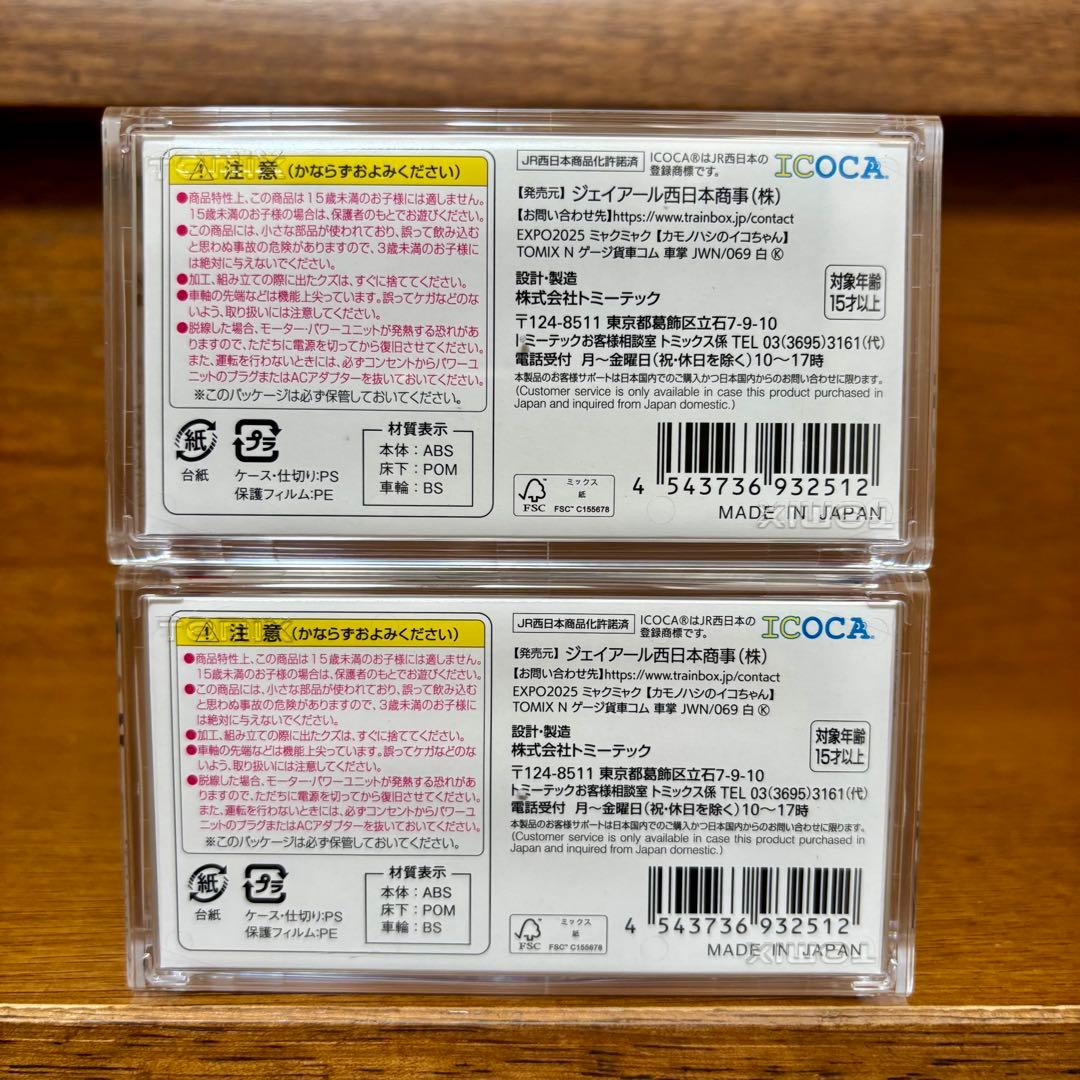 TOMIX
注意(かならずおよみください)
●商品特性上、この商品は15歳未満のお子様には適しません。
15歳未満のお子様の場合は、保護者のもとでお遊びください。
●この商品には、小さな部品が使われており、誤って飲み込む
と思わぬ事故の危険がありますので、3歳未満のお子様に
は絶対に与えないでください。
●加工、組み立ての際に出たクズは、すぐに捨ててください。
●車軸の先端などは機能上尖っています。誤ってケガなどのな
いよう、取り扱いには注意してください。
●脱線した場合、モーター・パワーユニットが発熱する恐れがあ
りますので、ただちに電源を切ってから復旧させてください。
また、運転を行わないときには、必ずコンセントからパワーユ
ニットのプラグまたはACアダプターを抜いておいてください。
※このパッケージは必ず保管しておいてください。
紙
台紙
プラ
ケース・仕切り:PS
保護フィルム:PE
材質表示
本体:ABS
床下:POM
車輪:BS
JR西日本商品化許諾済
ICOCA®はJR西日本の
登録商標です。
ICOCA
【発売元】ジェイアール西日本商事(株)
【お問い合わせ先】https://www.trainbox.jp/contact
EXPO2025 ミャクミャク【カモノハシのイコちゃん】
TOMIX N ゲージ貨車コム 車掌 JWN/069 白 Ⓚ
設計・製造
株式会社トミーテック
対象年齢
15才以上
〒124-8511 東京都葛飾区立石7-9-10
トミーテックお客様相談室 トミックス係 TEL 03(3695)3161(代)
電話受付 月〜金曜日(祝・休日を除く)10〜17時
本製品のお客様サポートは日本国内でのご購入かつ日本国内からのお問い合わせに限ります。
(Customer service is only available in case this product purchased in
Japan and inquired from Japan domestic.)
FSC
ミックス
紙
FSC™ C155678
4 543736 932512
MADE IN JAPAN
TOMIX
TOMIX
注意(かならずおよみください)
●商品特性上、この商品は15歳未満のお子様には適しません。
15歳未満のお子様の場合は、保護者のもとでお遊びください。
●この商品には、小さな部品が使われており、誤って飲み込む
と思わぬ事故の危険がありますので、3歳未満のお子様に
は絶対に与えないでください。
●加工、組み立ての際に出たクズは、すぐに捨ててください。
●車軸の先端などは機能上尖っています。誤ってケガなどのな
いよう、取り扱いには注意してください。
●脱線した場合、モーター・パワーユニットが発熱する恐れがあ
りますので、ただちに電源を切ってから復旧させてください。
また、運転を行わないときには、必ずコンセントからパワーユ
ニットのプラグまたはACアダプターを抜いておいてください。
※このパッケージは必ず保管しておいてください。
紙
台紙
プラ
ケース・仕切り:PS
保護フィルム:PE
材質表示
本体:ABS
床下:POM
車輪:BS
JR西日本商品化許諾済
ICOCA®はJR西日本の
登録商標です。
ICOCA
【発売元】ジェイアール西日本商事(株)
【お問い合わせ先】https://www.trainbox.jp/contact
EXPO2025 ミャクミャク【カモノハシのイコちゃん】
TOMIX N ゲージ貨車コム 車掌 JWN/069 白 Ⓚ
設計・製造
株式会社トミーテック
対象年齢
15才以上
〒124-8511 東京都葛飾区立石7-9-10
トミーテックお客様相談室 トミックス係 TEL 03(3695)3161(代)
電話受付 月〜金曜日(祝・休日を除く)10〜17時
本製品のお客様サポートは日本国内でのご購入かつ日本国内からのお問い合わせに限ります。
(Customer service is only available in case this product purchased in
Japan and inquired from Japan domestic.)
FSC
ミックス
紙
FSC™ C155678
4 543736 932512
MADE IN JAPAN
TOMIX